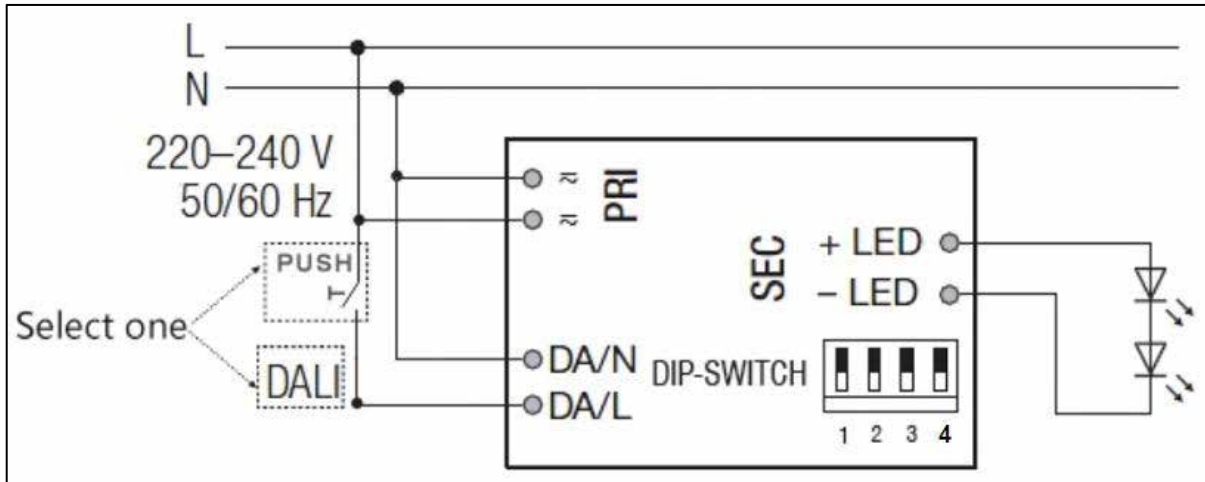 L
N
220–240 V
50/60 Hz
PUSH
Select one
DALI
≂ PRI
≂
SEC
+ LED
– LED
DA/N
DA/L
DIP-SWITCH
1 2 3 4